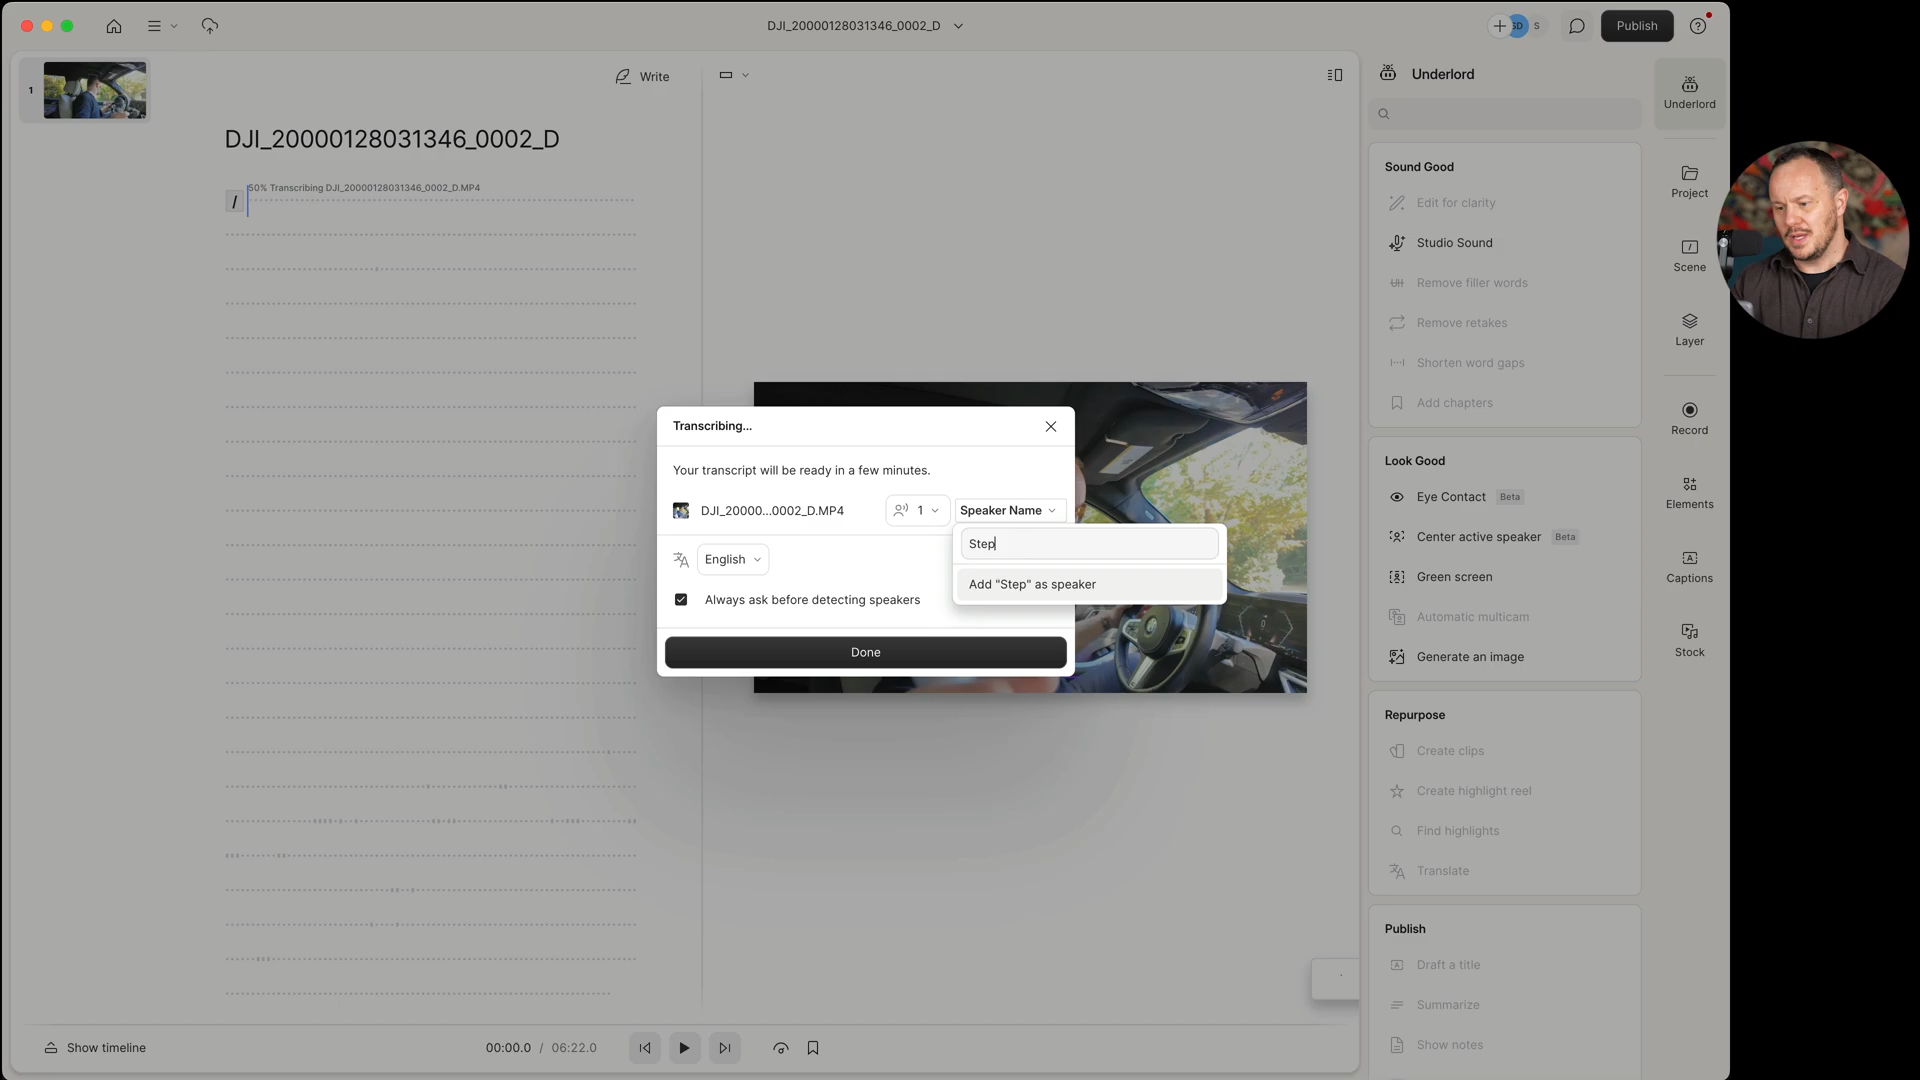 DJI_20000128031346_0002_D
SD
S
Publish
1
Write
DJI_20000128031346_0002_D
50% Transcribing DJI_20000128031346_0002_D.MP4
/
Transcribing...
Your transcript will be ready in a few minutes.
DJI_20000...0002_D.MP4
1
Speaker Name
Step
Add "Step" as speaker
English
Always ask before detecting speakers
Done
Show timeline
00:00.0 / 06:22.0
Underlord
Sound Good
Edit for clarity
Studio Sound
Remove filler words
Remove retakes
Shorten word gaps
Add chapters
Look Good
Eye Contact Beta
Center active speaker Beta
Green screen
Automatic multicam
Generate an image
Repurpose
Create clips
Create highlight reel
Find highlights
Translate
Publish
Draft a title
Summarize
Show notes
Underlord
Project
Scene
Layer
Record
Elements
Captions
Stock